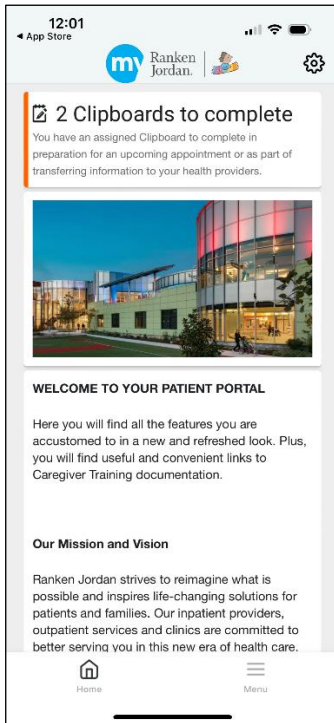 12:01
◀ App Store
my Ranken
Jordan.
2 Clipboards to complete
You have an assigned Clipboard to complete in
preparation for an upcoming appointment or as part of
transferring information to your health providers.
WELCOME TO YOUR PATIENT PORTAL
Here you will find all the features you are
accustomed to in a new and refreshed look. Plus,
you will find useful and convenient links to
Caregiver Training documentation.
Our Mission and Vision
Ranken Jordan strives to reimagine what is
possible and inspires life-changing solutions for
patients and families. Our inpatient providers,
outpatient services and clinics are committed to
better serving you in this new era of health care.
Home
Menu